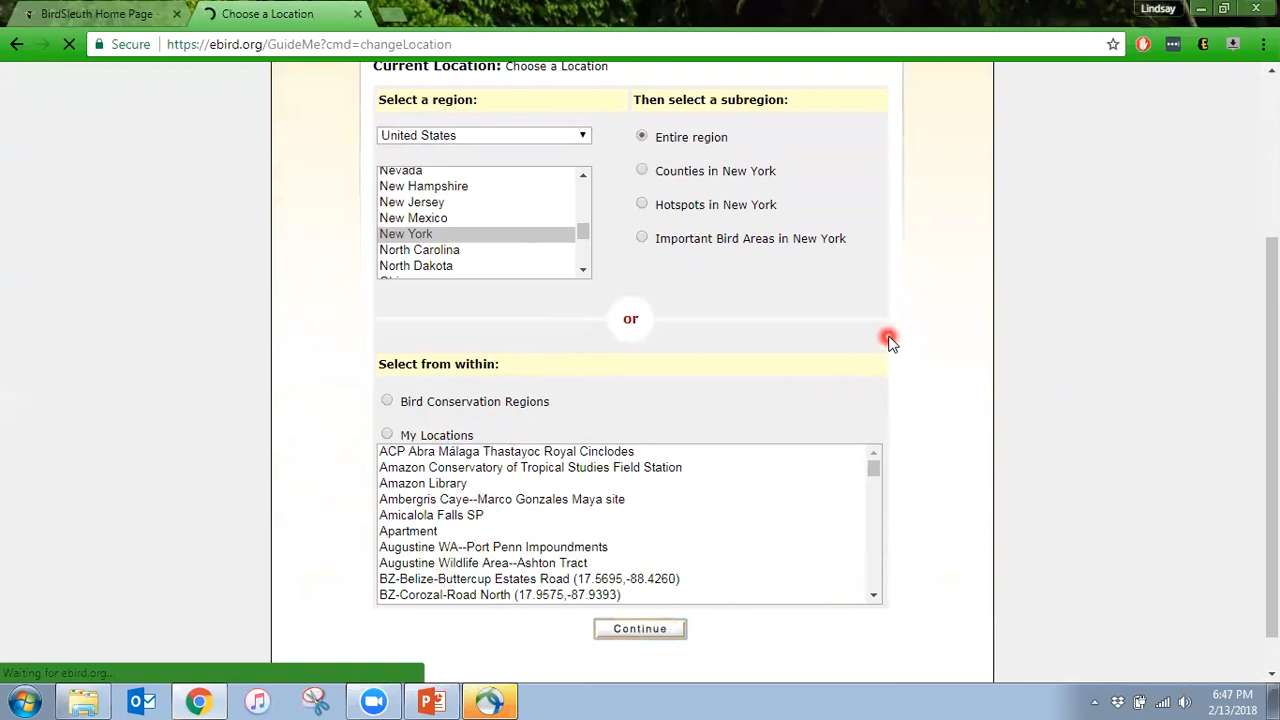 BirdSleuth Home Page -
Choose a Location
Lindsay
Secure
https://ebird.org/GuideMe?cmd=changeLocation
Current Location: Choose a Location
Select a region:
Then select a subregion:
United States
Entire region
Nevada
New Hampshire
New Jersey
New Mexico
New York
North Carolina
North Dakota
Counties in New York
Hotspots in New York
Important Bird Areas in New York
or
Select from within:
Bird Conservation Regions
My Locations
ACP Abra Málaga Thastayoc Royal Cinclodes
Amazon Conservatory of Tropical Studies Field Station
Amazon Library
Ambergris Caye--Marco Gonzales Maya site
Amicalola Falls SP
Apartment
Augustine WA--Port Penn Impoundments
Augustine Wildlife Area--Ashton Tract
BZ-Belize-Buttercup Estates Road (17.5695,-88.4260)
BZ-Corozal-Road North (17.9575,-87.9393)
Continue
Waiting for ebird.org...
6:47 PM
2/13/2018